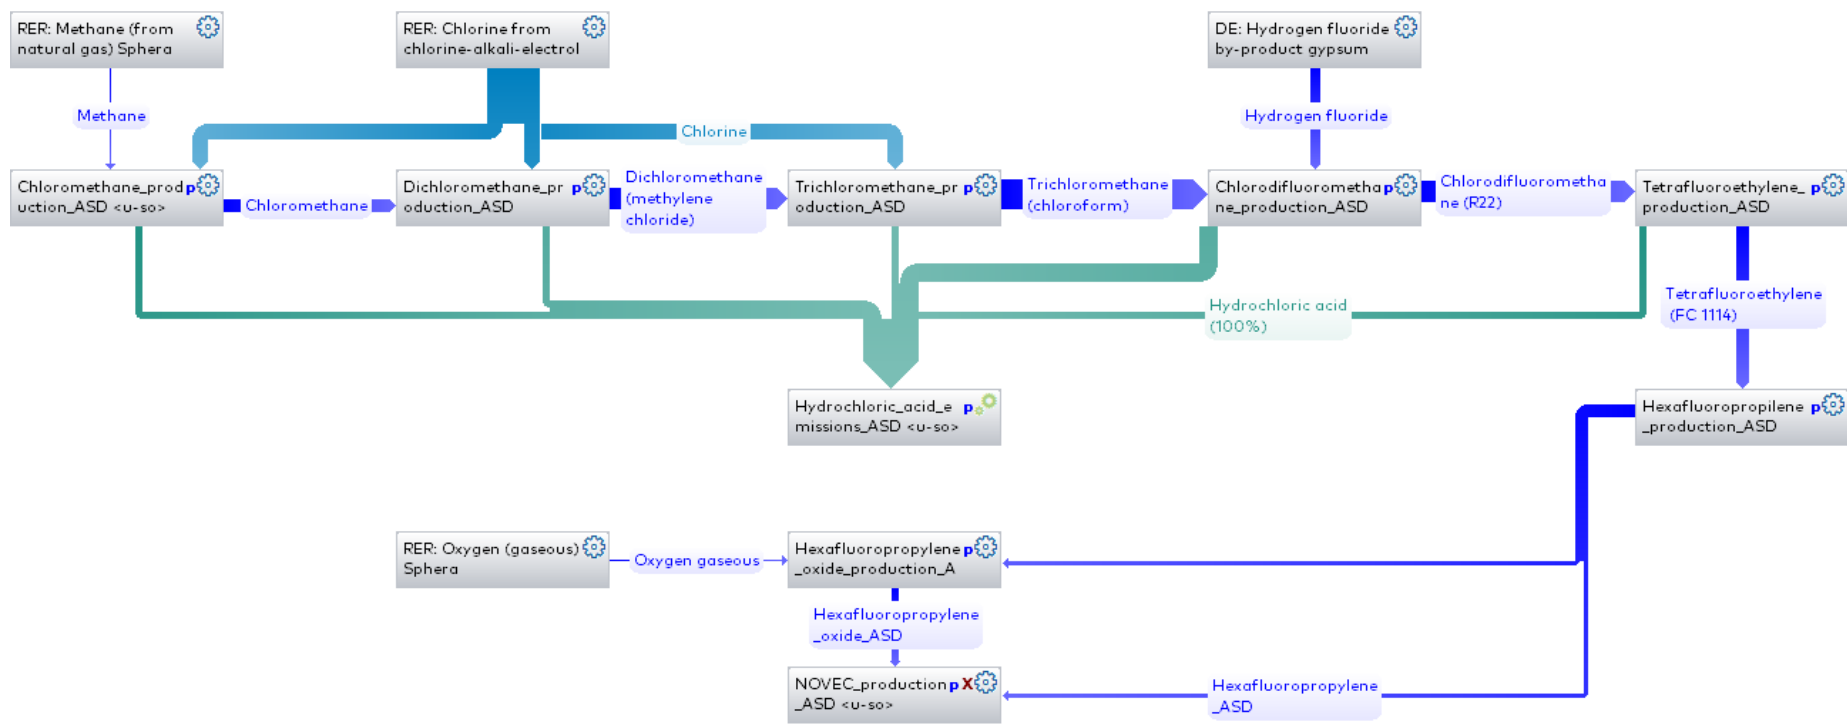 RER: Methane (from
natural gas) Sphera
RER: Chlorine from
chlorine-alkali-electrol
DE: Hydrogen fluoride
by-product gypsum
Methane
Chlorine
Hydrogen fluoride
Chloromethane_prod p
uction_ASD <u-so>
Chloromethane
Dichloromethane_pr p
oduction_ASD
Dichloromethane
(methylene
chloride)
Trichloromethane_pr p
oduction_ASD
Trichloromethane
(chloroform)
Chlorodifluorometha p
ne_production_ASD
Chlorodifluorometha
ne (R22)
Tetrafluoroethylene_ p
production_ASD
Hydrochloric acid
(100%)
Tetrafluoroethylene
(FC 1114)
Hydrochloric_acid_e p
missions_ASD <u-so>
Hexafluoropropilene p
_production_ASD
RER: Oxygen (gaseous)
Sphera
Oxygen gaseous
Hexafluoropropylene p
_oxide_production_A
Hexafluoropropylene
_oxide_ASD
NOVEC_production p X
_ASD <u-so>
Hexafluoropropylene
_ASD